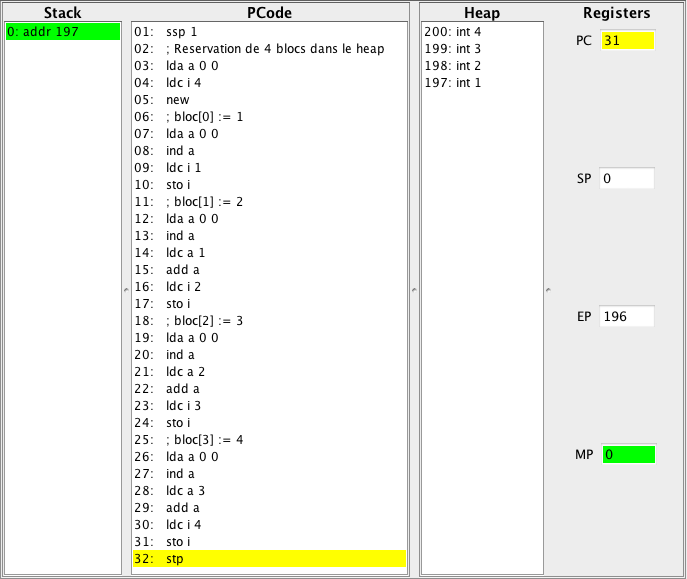 Stack PCode Heap Registers
0: addr 197
01: ssp 1
02: ; Reservation de 4 blocs dans le heap
03: lda a 0 0
04: ldc i 4
05: new
06: ; bloc[0] := 1
07: lda a 0 0
08: ind a
09: ldc i 1
10: sto i
11: ; bloc[1] := 2
12: lda a 0 0
13: ind a
14: ldc a 1
15: add a
16: ldc i 2
17: sto i
18: ; bloc[2] := 3
19: lda a 0 0
20: ind a
21: ldc a 2
22: add a
23: ldc i 3
24: sto i
25: ; bloc[3] := 4
26: lda a 0 0
27: ind a
28: ldc a 3
29: add a
30: ldc i 4
31: sto i
32: stp
200: int 4
199: int 3
198: int 2
197: int 1
PC 31
SP 0
EP 196
MP 0